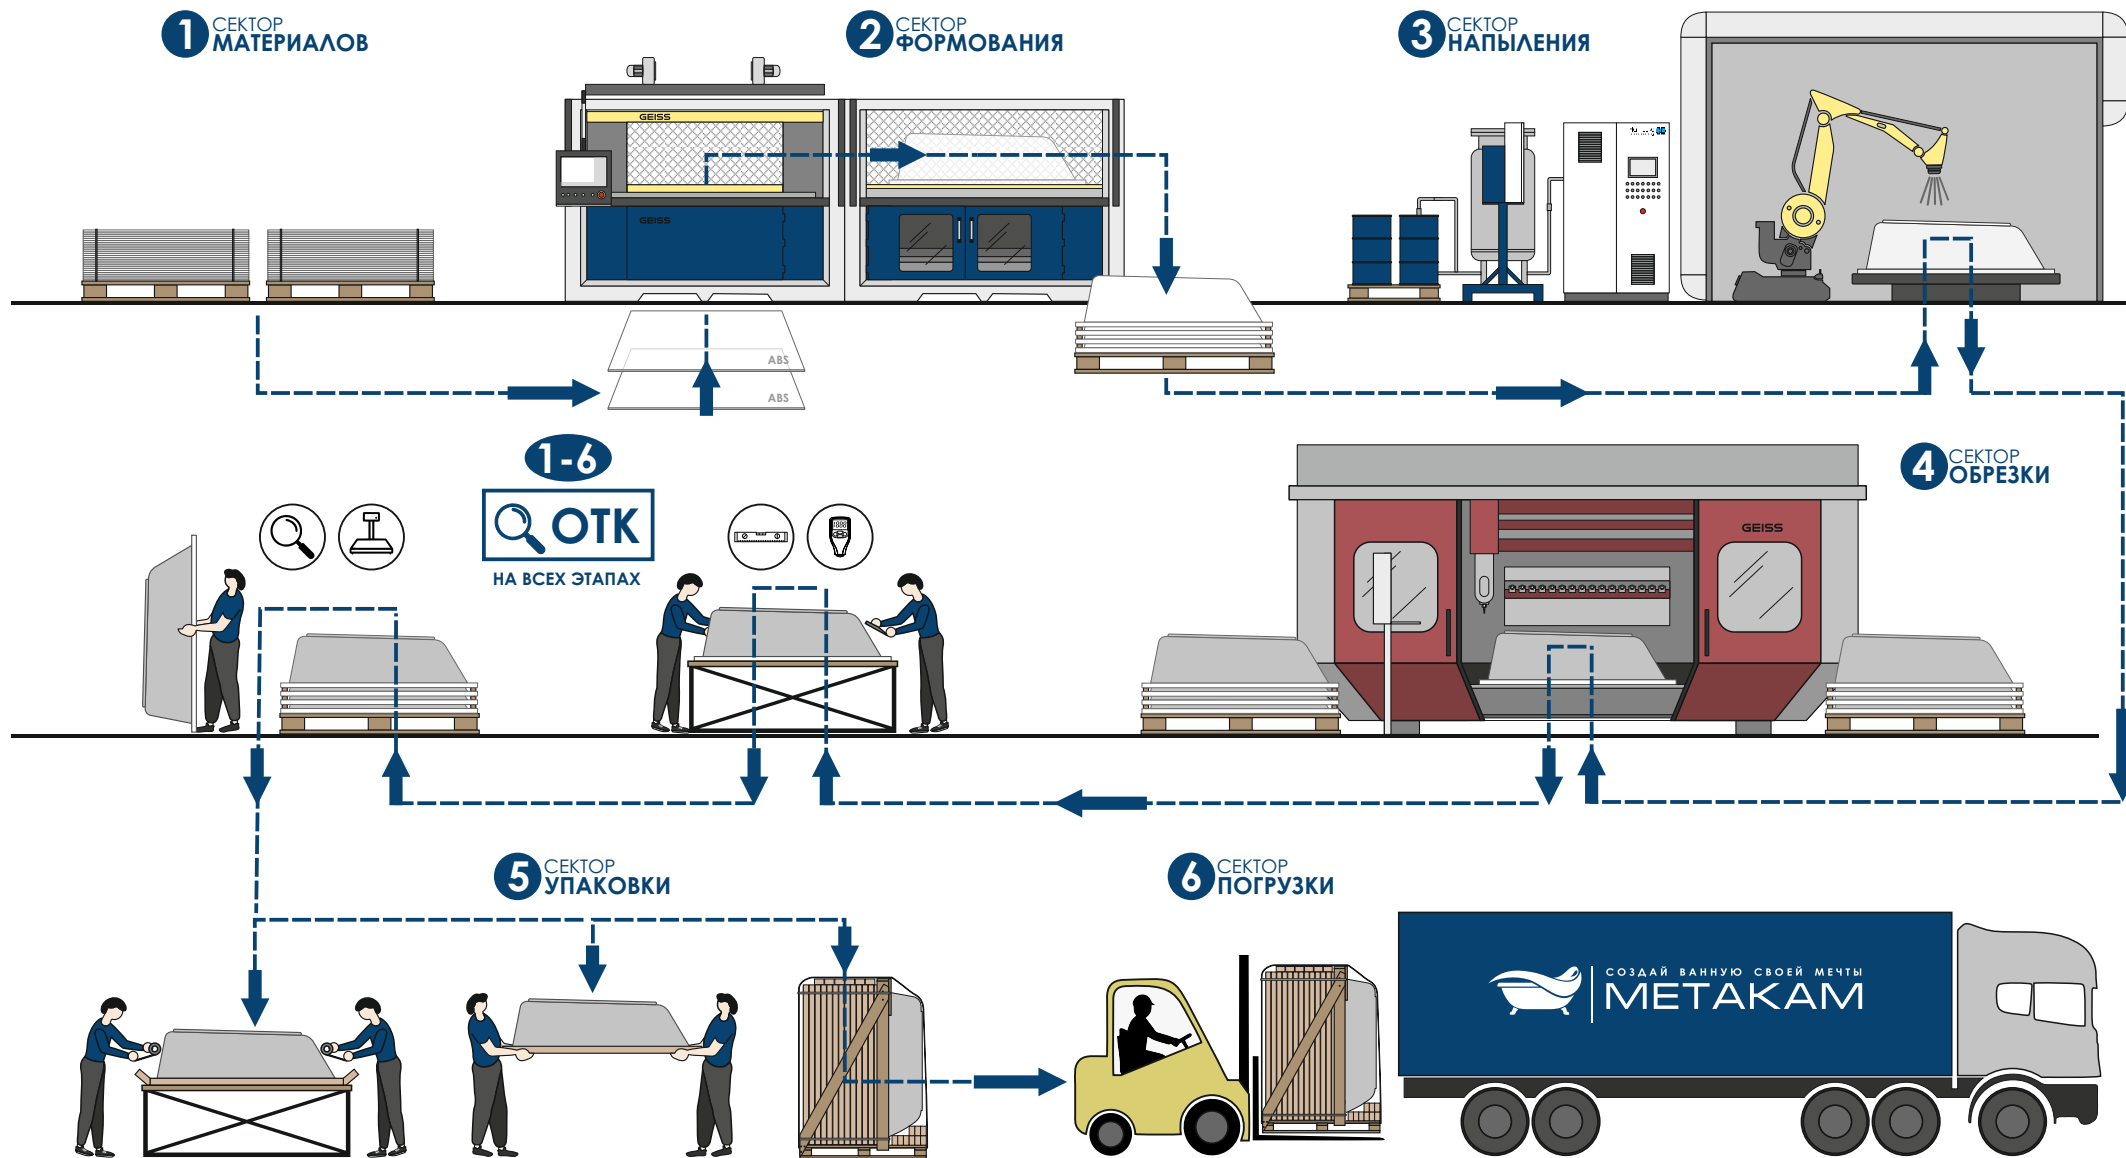 1 СЕКТОР
МАТЕРИАЛОВ
2 СЕКТОР
ФОРМОВАНИЯ
3 СЕКТОР
НАПЫЛЕНИЯ
GEISS
GEISS
ABS
ABS
1-6
ОТК
НА ВСЕХ ЭТАПАХ
4 СЕКТОР
ОБРЕЗКИ
GEISS
5 СЕКТОР
УПАКОВКИ
6 СЕКТОР
ПОГРУЗКИ
СОЗДАЙ ВАННУЮ СВОЕЙ МЕЧТЫ
МЕТАКАМ